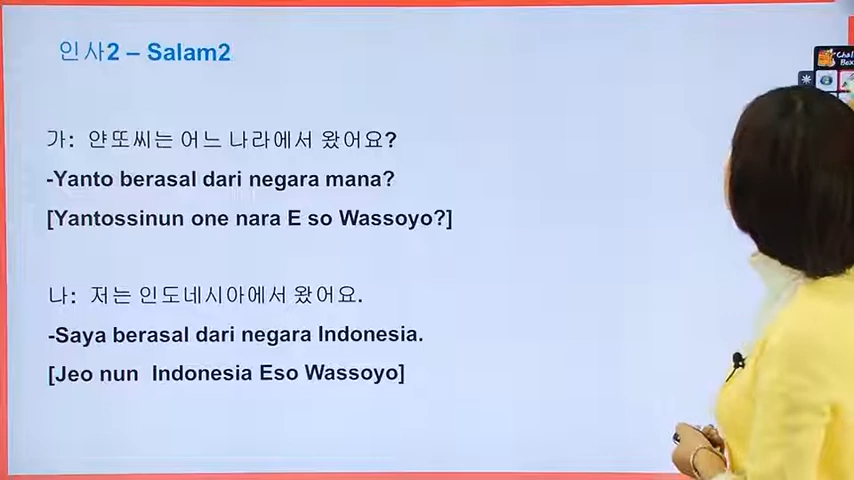 인사2 – Salam2
가: 얀또씨는 어느 나라에서 왔어요?
-Yanto berasal dari negara mana?
[Yantossinun one nara E so Wassoyo?]
나: 저는 인도네시아에서 왔어요.
-Saya berasal dari negara Indonesia.
[Jeo nun Indonesia Eso Wassoyo]